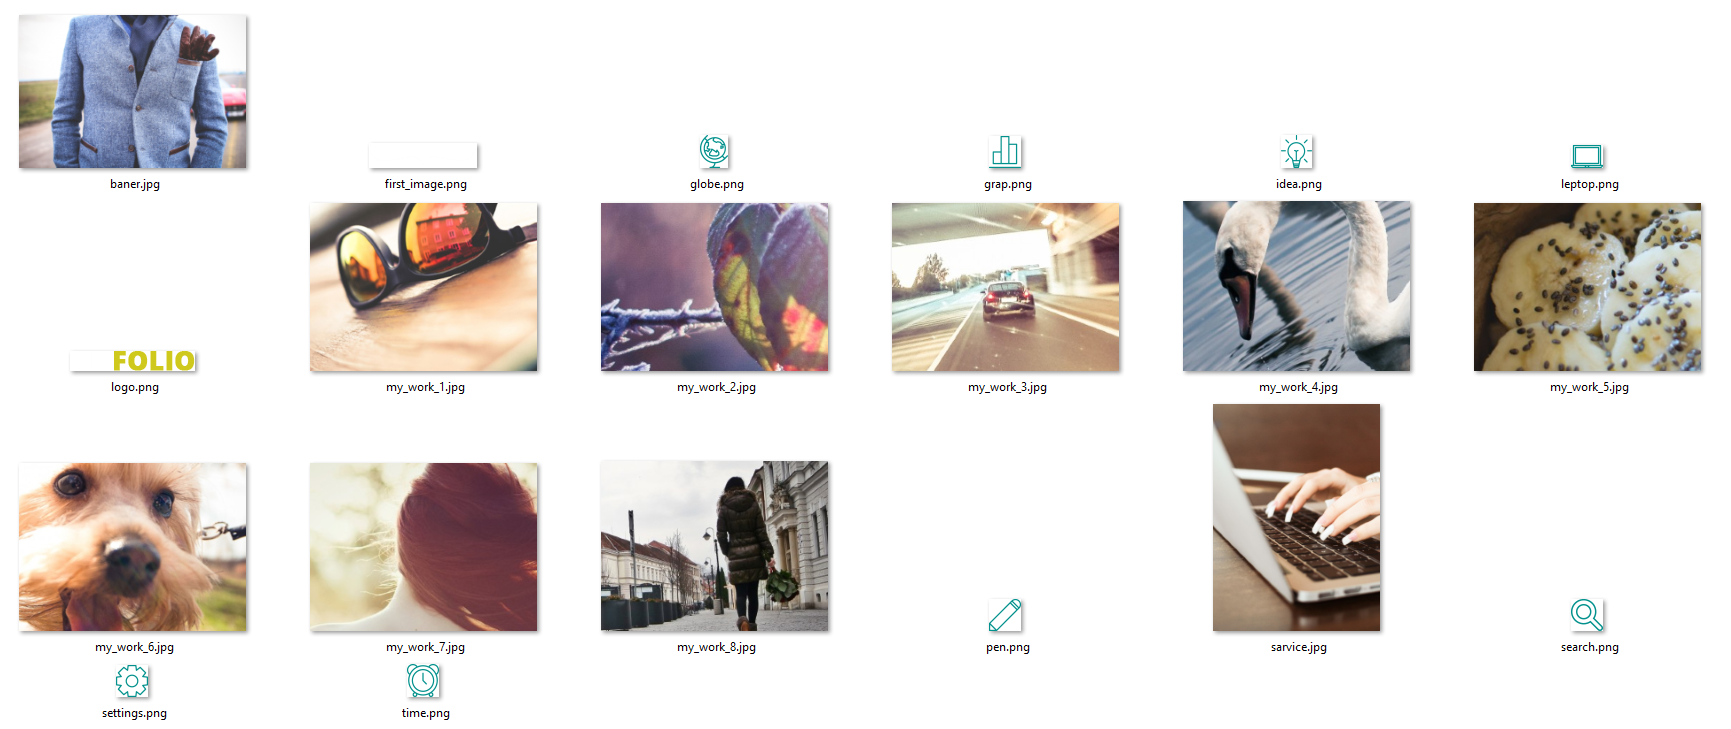 baner.jpg
first_image.png
globe.png
grap.png
idea.png
leptop.png
FOLIO
logo.png
my_work_1.jpg
my_work_2.jpg
my_work_3.jpg
my_work_4.jpg
my_work_5.jpg
my_work_6.jpg
my_work_7.jpg
my_work_8.jpg
pen.png
sarvice.jpg
search.png
settings.png
time.png